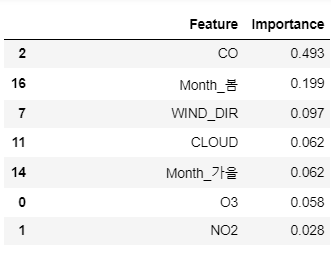 Feature Importance
2 CO 0.493
16 Month_봄 0.199
7 WIND_DIR 0.097
11 CLOUD 0.062
14 Month_가을 0.062
0 O3 0.058
1 NO2 0.028